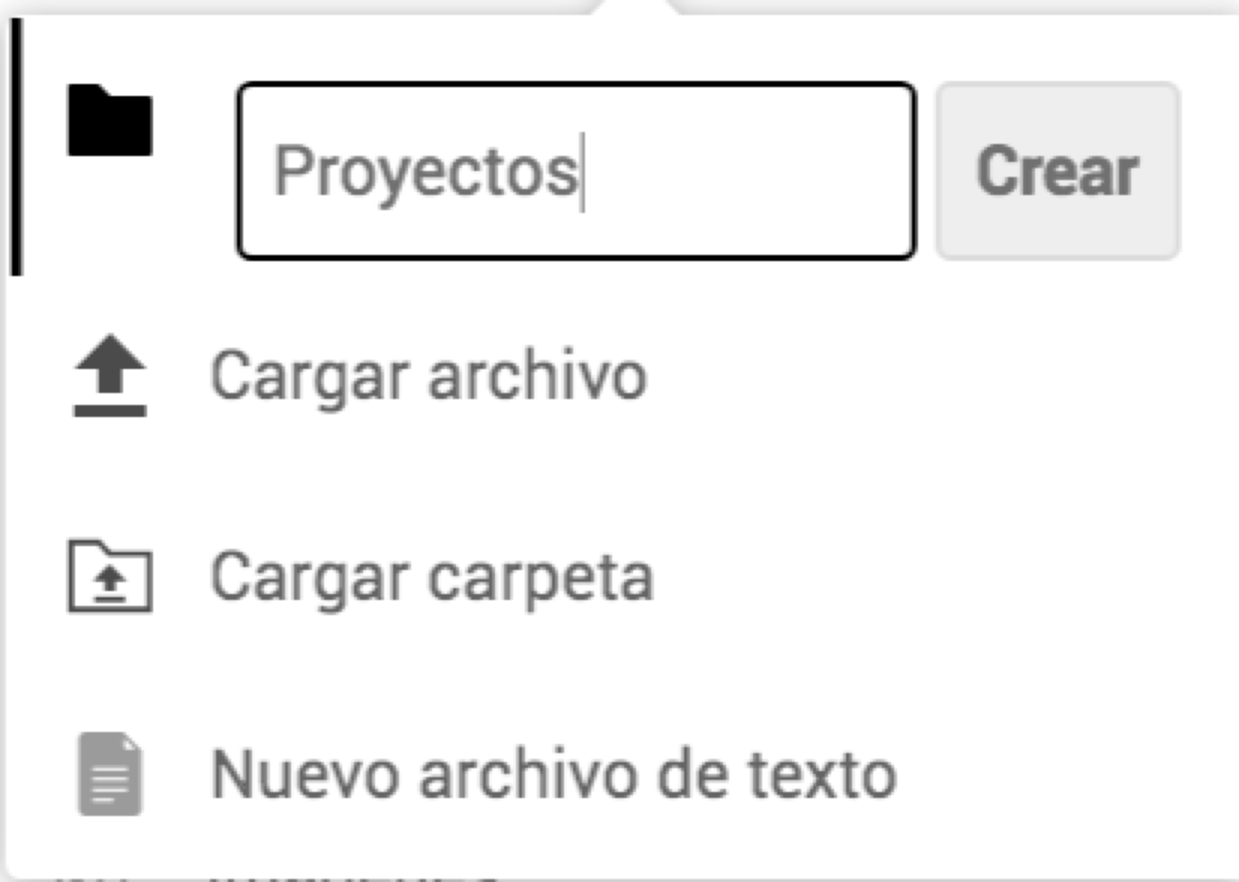 Proyectos
Crear
Cargar archivo
Cargar carpeta
Nuevo archivo de texto